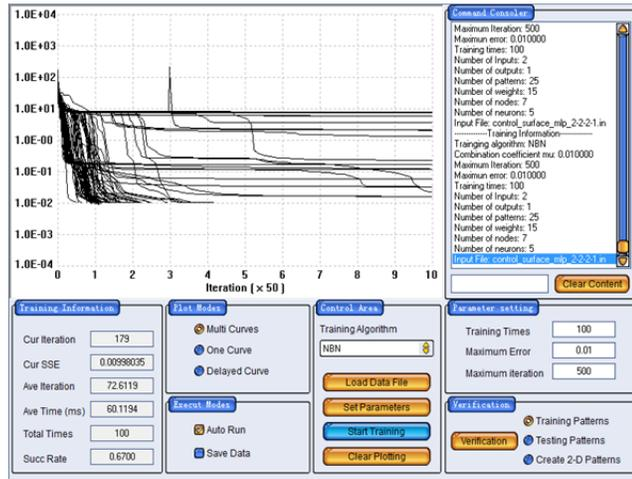 1.0E+04
1.0E+03
1.0E+02
1.0E+01
1.0E-00
1.0E-01
1.0E-02
1.0E-03
1.0E-04
0 1 2 3 4 5 6 7 8 9 10
Iteration [ x 50 ]
Command Consoler
Maximum Iteration: 500
Maximun error: 0.010000
Training times: 100
Number of Inputs: 2
Number of outputs: 1
Number of patterns: 25
Number of weights: 15
Number of nodes: 7
Number of neurons: 5
Input File: control_surface_mlp_2-2-2-1.in
------------Training Information------------
Trainging algorithm: NBN
Combination coefficient mu: 0.010000
Maximum Iteration: 500
Maximun error: 0.010000
Training times: 100
Number of Inputs: 2
Number of outputs: 1
Number of patterns: 25
Number of weights: 15
Number of nodes: 7
Number of neurons: 5
Input File: control_surface_mlp_2-2-2-1.in
Clear Content
Training Information
Cur Iteration 179
Cur SSE 0.00998035
Ave Iteration 72.6119
Ave Time (ms) 60.1194
Total Times 100
Succ Rate 0.6700
Plot Modes
Multi Curves
One Curve
Delayed Curve
Execut Modes
Auto Run
Save Data
Control Area
Training Algorithm
NBN
Load Data File
Set Parameters
Start Training
Clear Plotting
Parameter setting
Training Times 100
Maximum Error 0.01
Maximum iteration 500
Verification
Verification
Training Patterns
Testing Patterns
Create 2-D Patterns